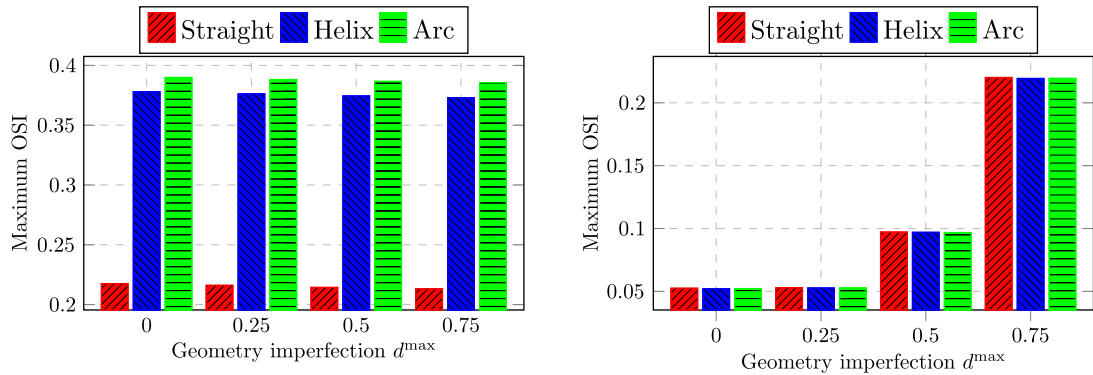 Straight Helix Arc
0.4
0.35
0.3
0.25
0.2
Maximum OSI
0 0.25 0.5 0.75
Geometry imperfection d^max
Straight Helix Arc
0.2
0.15
0.1
0.05
Maximum OSI
0 0.25 0.5 0.75
Geometry imperfection d^max